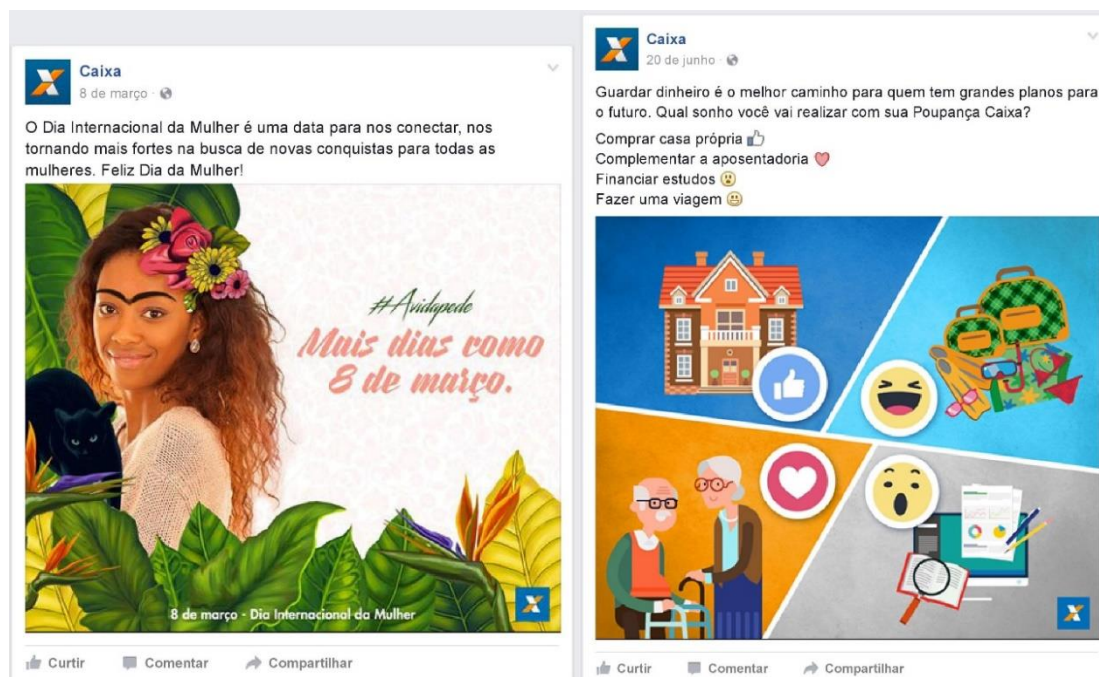 Caixa
8 de março
O Dia Internacional da Mulher é uma data para nos conectar, nos
tornando mais fortes na busca de novas conquistas para todas as
mulheres. Feliz Dia da Mulher!
#Avidapede
Mais dias como
8 de março.
8 de março - Dia Internacional da Mulher
Curtir
Comentar
Compartilhar
Caixa
20 de junho
Guardar dinheiro é o melhor caminho para quem tem grandes planos para
o futuro. Qual sonho você vai realizar com sua Poupança Caixa?
Comprar casa própria
Complementar a aposentadoria
Financiar estudos
Fazer uma viagem
Curtir
Comentar
Compartilhar